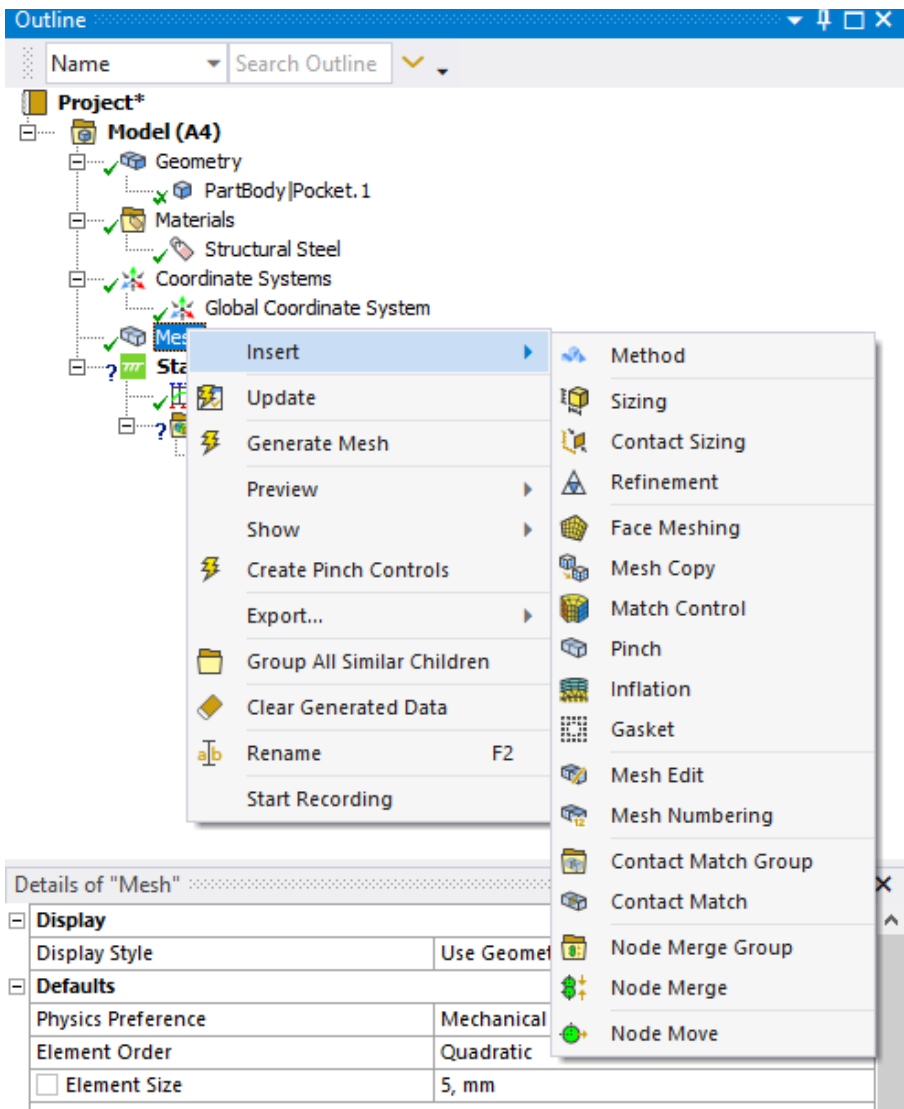 Outline
Name Search Outline
Project*
Model (A4)
Geometry
PartBody|Pocket.1
Materials
Structural Steel
Coordinate Systems
Global Coordinate System
Insert
Update
Generate Mesh
Preview
Show
Create Pinch Controls
Export...
Group All Similar Children
Clear Generated Data
Rename F2
Start Recording
Method
Sizing
Contact Sizing
Refinement
Face Meshing
Mesh Copy
Match Control
Pinch
Inflation
Gasket
Mesh Edit
Mesh Numbering
Contact Match Group
Contact Match
Node Merge Group
Node Merge
Node Move
Details of "Mesh"
Display
Display Style Use
Defaults
Physics Preference Mechanical
Element Order Quadratic
Element Size 5, mm